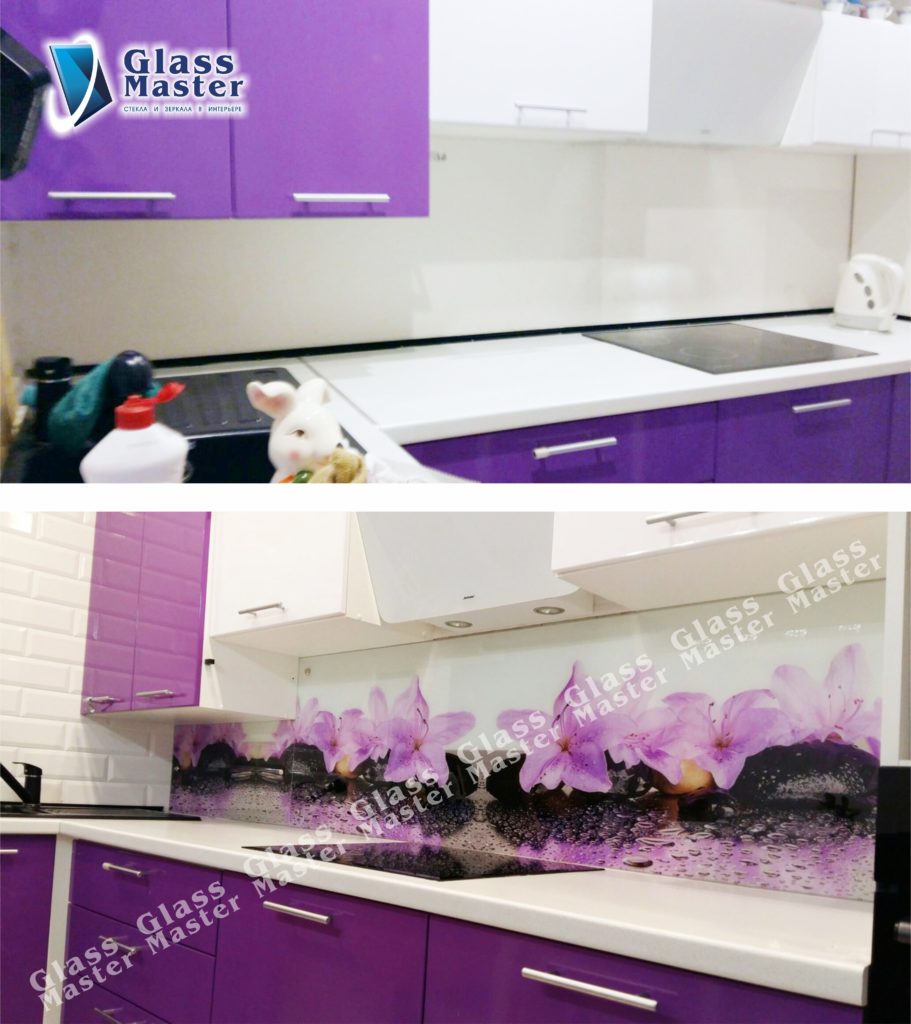 Glass
Master
СТЕКЛА И ЗЕРКАЛА В ИНТЕРЬЕРЕ
Glass Glass Glass Glass Glass Glass Glass Glass
Master Master Master Master Master Master Master Master